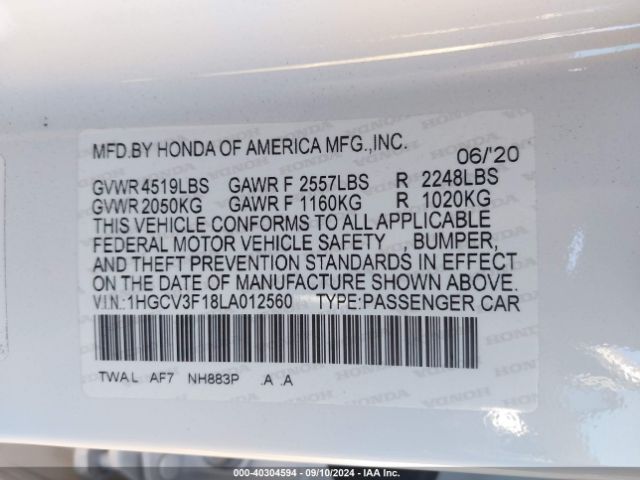 MFD.BY HONDA OF AMERICA MFG.,INC. 06/'20
GVWR 4519LBS GAWR F 2557LBS R 2248LBS
GVWR 2050KG GAWR F 1160KG R 1020KG
THIS VEHICLE CONFORMS TO ALL APPLICABLE
FEDERAL MOTOR VEHICLE SAFETY , BUMPER,
AND THEFT PREVENTION STANDARDS IN EFFECT
ON THE DATE OF MANUFACTURE SHOWN ABOVE.
VIN:1HGCV3F18LA012560 TYPE:PASSENGER CAR
TWAL AF7 NH883P .A .A
000-40304594 - 09/10/2024 - IAAI.COM